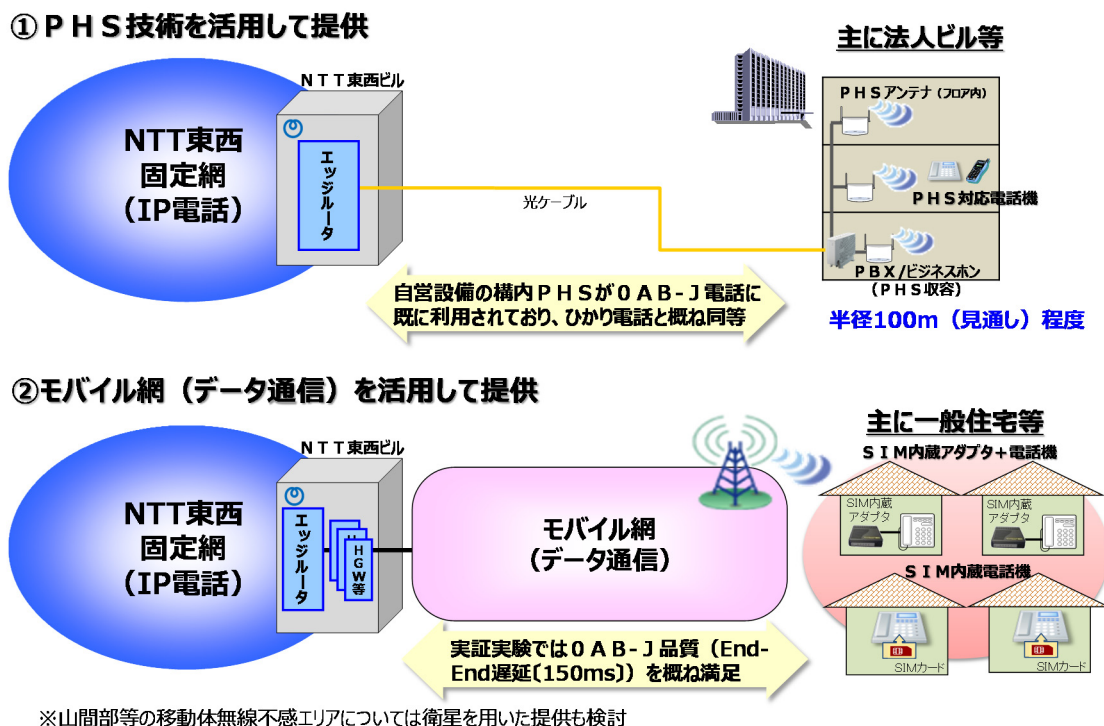 ①ＰＨＳ技術を活用して提供
主に法人ビル等
ＮＴＴ東西ビル
ＰＨＳアンテナ（フロア内）
NTT東西
固定網
（IP電話）
エッジルータ
光ケーブル
ＰＨＳ対応電話機
ＰＢＸ/ビジネスホン
（ＰＨＳ収容）
自営設備の構内ＰＨＳが０ＡＢ-Ｊ電話に
既に利用されており、ひかり電話と概ね同等
半径100m（見通し）程度
②モバイル網（データ通信）を活用して提供
主に一般住宅等
ＮＴＴ東西ビル
ＳＩＭ内蔵アダプタ＋電話機
NTT東西
固定網
（IP電話）
エッジルータ
ＨＧＷ等
モバイル網
（データ通信）
SIM内蔵
アダプタ
SIM内蔵
アダプタ
ＳＩＭ内蔵電話機
SIMカード
SIMカード
実証実験では０ＡＢ-Ｊ品質（End-
End遅延〔150ms〕）を概ね満足
※山間部等の移動体無線不感エリアについては衛星を用いた提供も検討